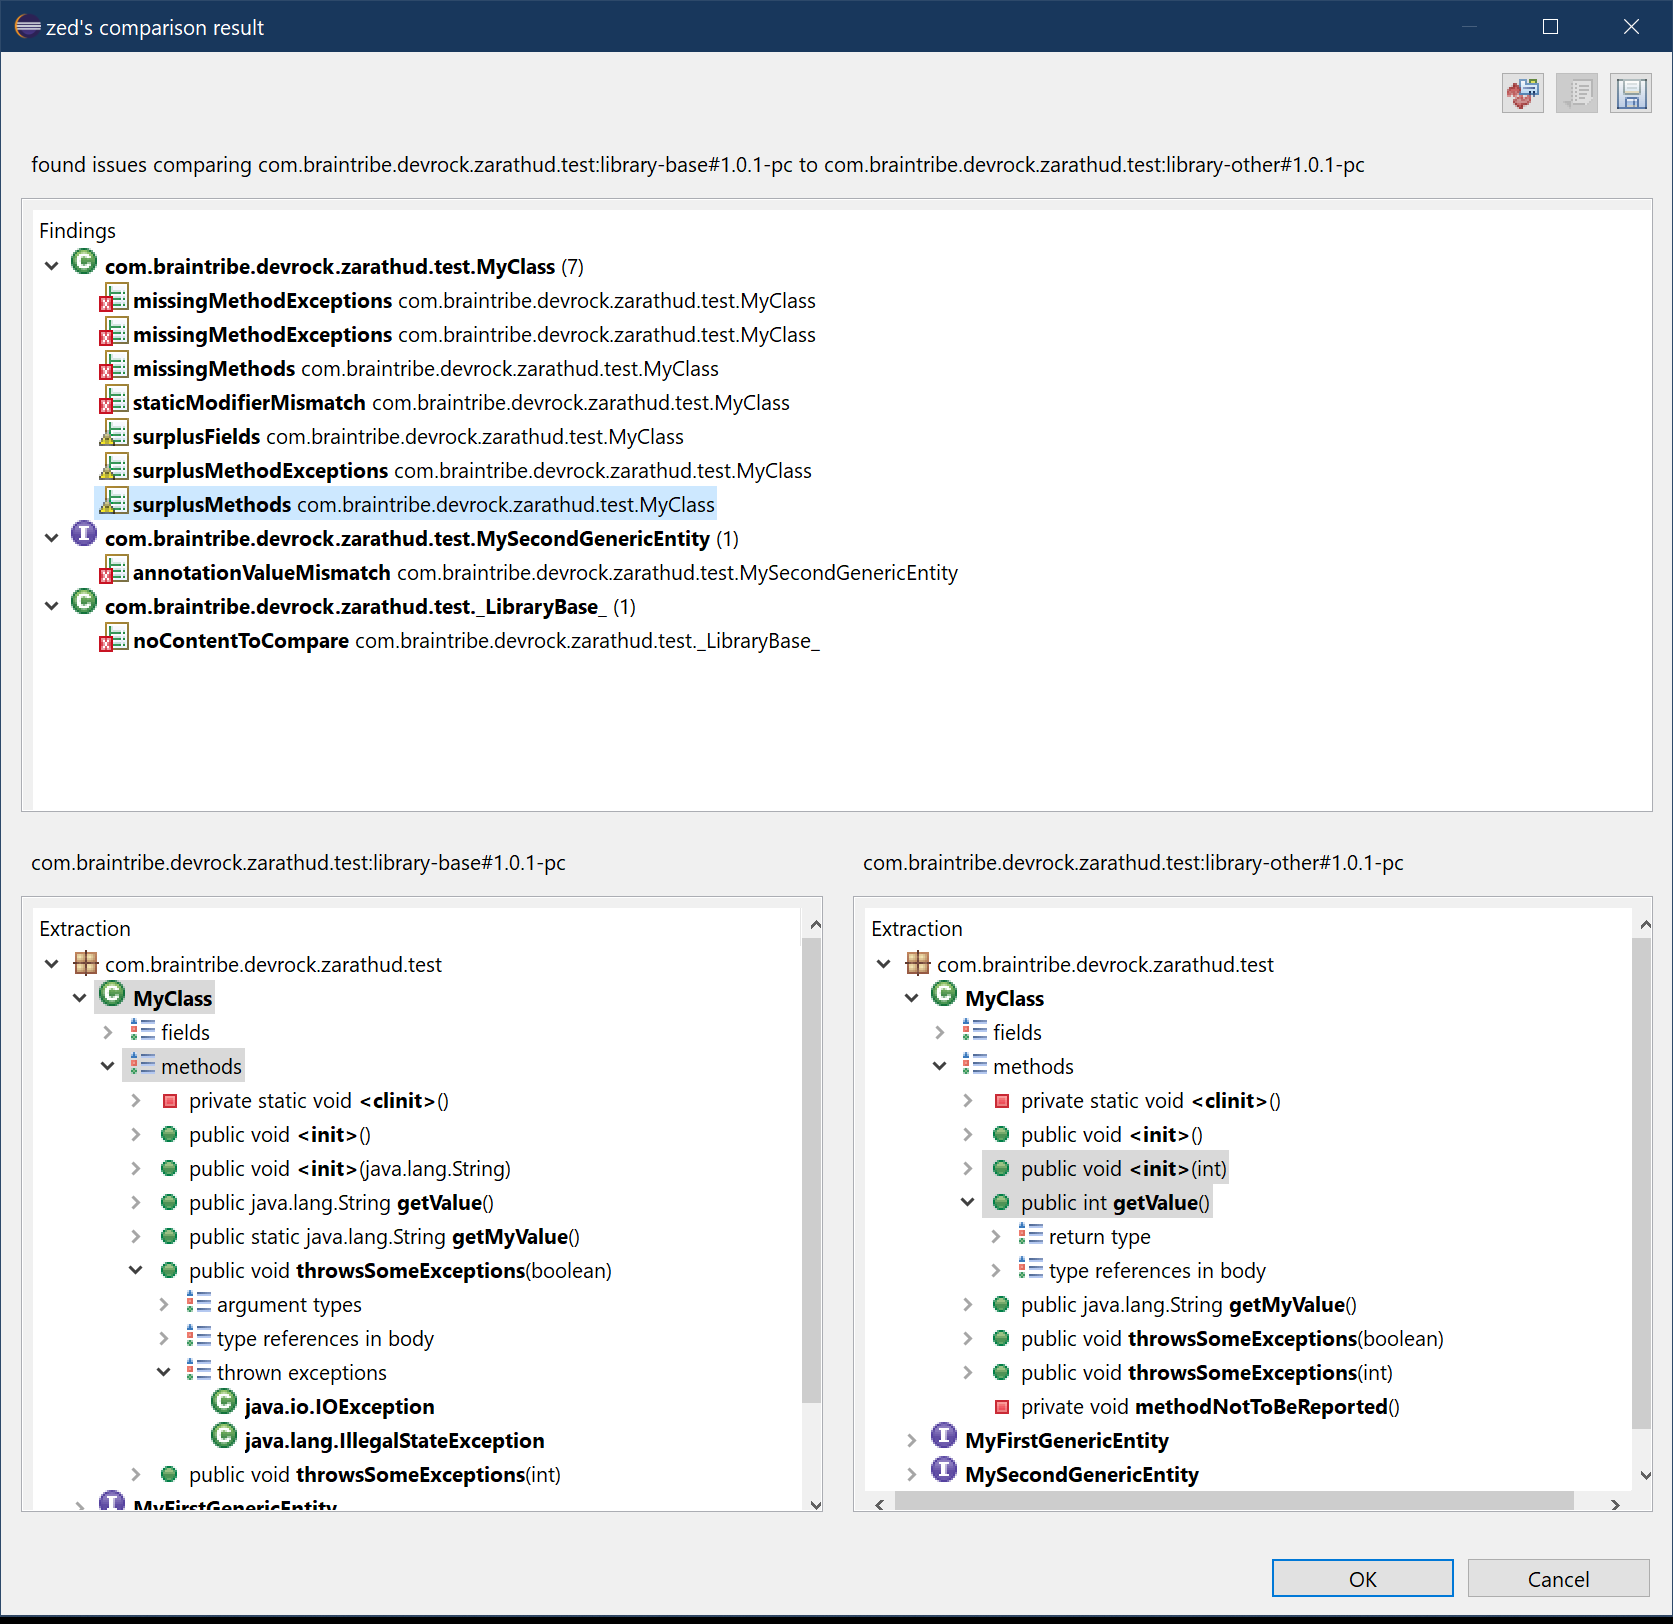 zed's comparison result
found issues comparing com.braintribe.devrock.zarathud.test:library-base#1.0.1-pc to com.braintribe.devrock.zarathud.test:library-other#1.0.1-pc
Findings
com.braintribe.devrock.zarathud.test.MyClass (7)
missingMethodExceptions com.braintribe.devrock.zarathud.test.MyClass
missingMethodExceptions com.braintribe.devrock.zarathud.test.MyClass
missingMethods com.braintribe.devrock.zarathud.test.MyClass
staticModifierMismatch com.braintribe.devrock.zarathud.test.MyClass
surplusFields com.braintribe.devrock.zarathud.test.MyClass
surplusMethodExceptions com.braintribe.devrock.zarathud.test.MyClass
surplusMethods com.braintribe.devrock.zarathud.test.MyClass
com.braintribe.devrock.zarathud.test.MySecondGenericEntity (1)
annotationValueMismatch com.braintribe.devrock.zarathud.test.MySecondGenericEntity
com.braintribe.devrock.zarathud.test._LibraryBase_ (1)
noContentToCompare com.braintribe.devrock.zarathud.test._LibraryBase_
com.braintribe.devrock.zarathud.test:library-base#1.0.1-pc
Extraction
com.braintribe.devrock.zarathud.test
MyClass
fields
methods
private static void <clinit>()
public void <init>()
public void <init>(java.lang.String)
public java.lang.String getValue()
public static java.lang.String getMyValue()
public void throwsSomeExceptions(boolean)
argument types
type references in body
thrown exceptions
java.io.IOException
java.lang.IllegalStateException
public void throwsSomeExceptions(int)
MyFirstGenericEntity
com.braintribe.devrock.zarathud.test:library-other#1.0.1-pc
Extraction
com.braintribe.devrock.zarathud.test
MyClass
fields
methods
private static void <clinit>()
public void <init>()
public void <init>(int)
public int getValue()
return type
type references in body
public java.lang.String getMyValue()
public void throwsSomeExceptions(boolean)
public void throwsSomeExceptions(int)
private void methodNotToBeReported()
MyFirstGenericEntity
MySecondGenericEntity
OK
Cancel